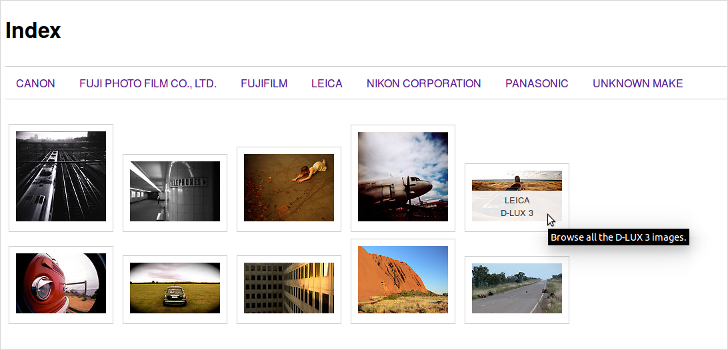 Index
CANON FUJI PHOTO FILM CO., LTD. FUJIFILM LEICA NIKON CORPORATION PANASONIC UNKNOWN MAKE
TELEPHONES
LEICA
D-LUX 3
Browse all the D-LUX 3 images.